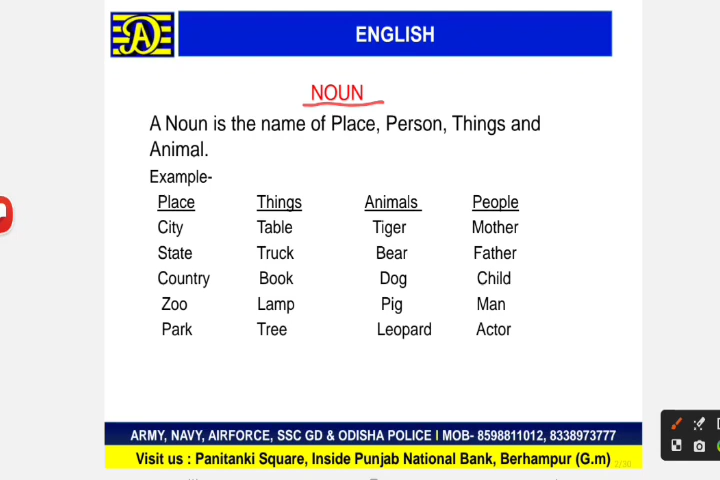 ENGLISH
NOUN
A Noun is the name of Place, Person, Things and
Animal.
Example-
Place Things Animals People
City Table Tiger Mother
State Truck Bear Father
Country Book Dog Child
Zoo Lamp Pig Man
Park Tree Leopard Actor
ARMY, NAVY, AIRFORCE, SSC GD & ODISHA POLICE I MOB- 8598811012, 8338973777
Visit us : Panitanki Square, Inside Punjab National Bank, Berhampur (G.m) 2/30